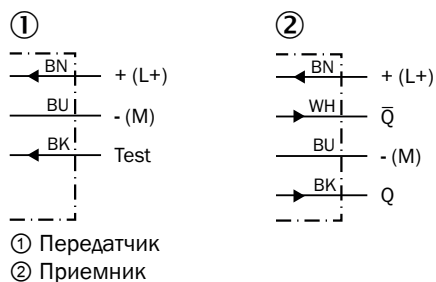 ① ②
BN + (L+)
BU - (M)
BK Test
BN + (L+)
WH Q̅
BU - (M)
BK Q
① Передатчик
② Приемник